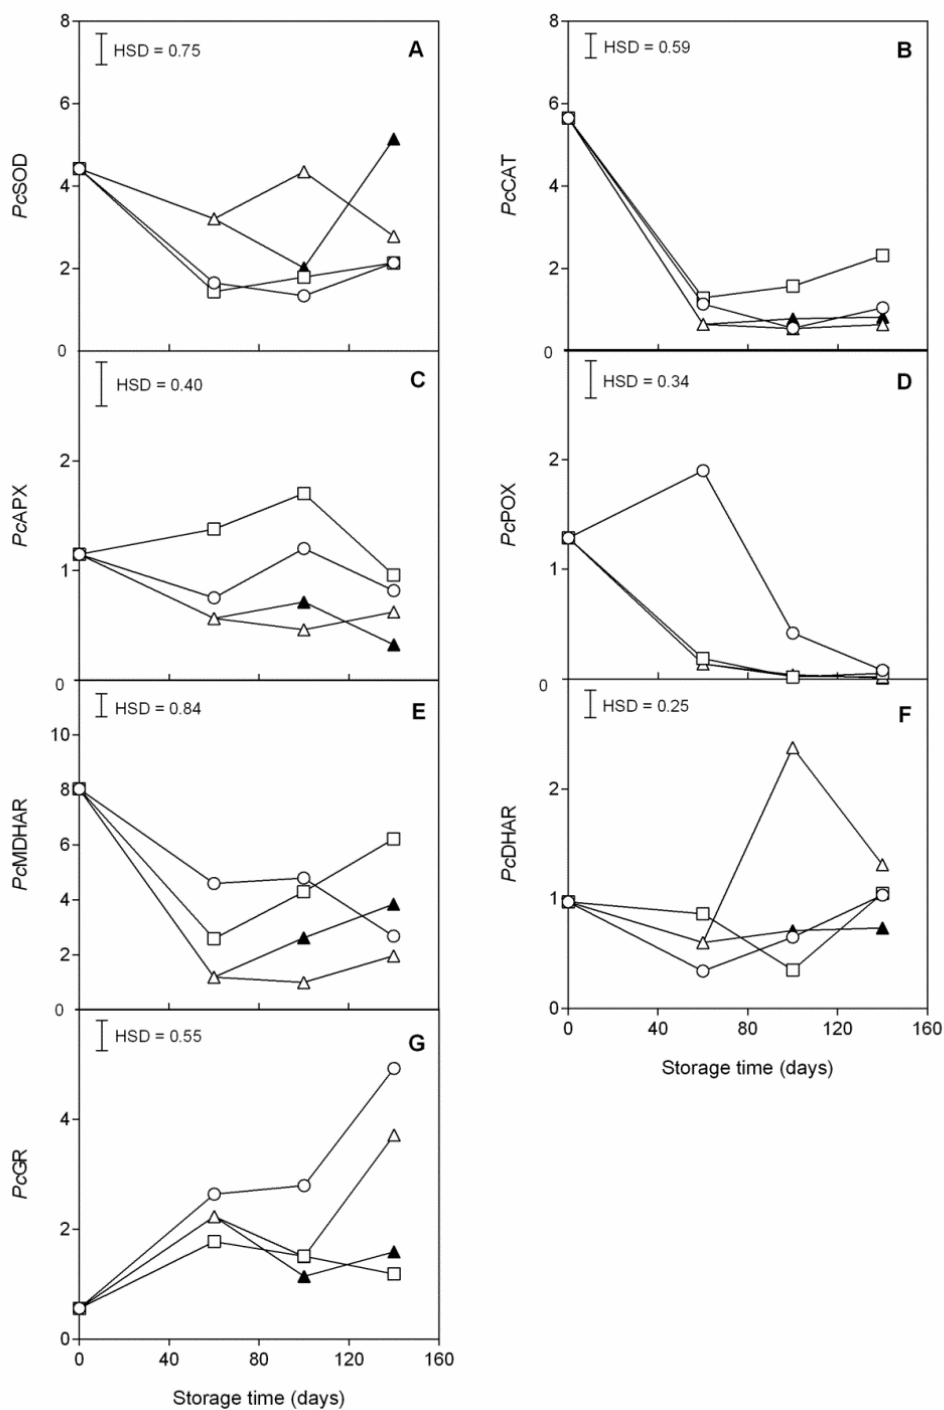 8
HSD = 0.75
A
6
PcSOD
4
2
0
8
HSD = 0.59
B
6
PcCAT
4
2
0
HSD = 0.40
C
2
PcAPX
1
0
HSD = 0.34
D
2
PcPOX
1
0
HSD = 0.84
E
10
8
PcMDHAR
6
4
2
0
HSD = 0.25
F
2
PcDHAR
1
0
0 40 80 120 160
Storage time (days)
HSD = 0.55
G
4
PcGR
2
0
0 40 80 120 160
Storage time (days)